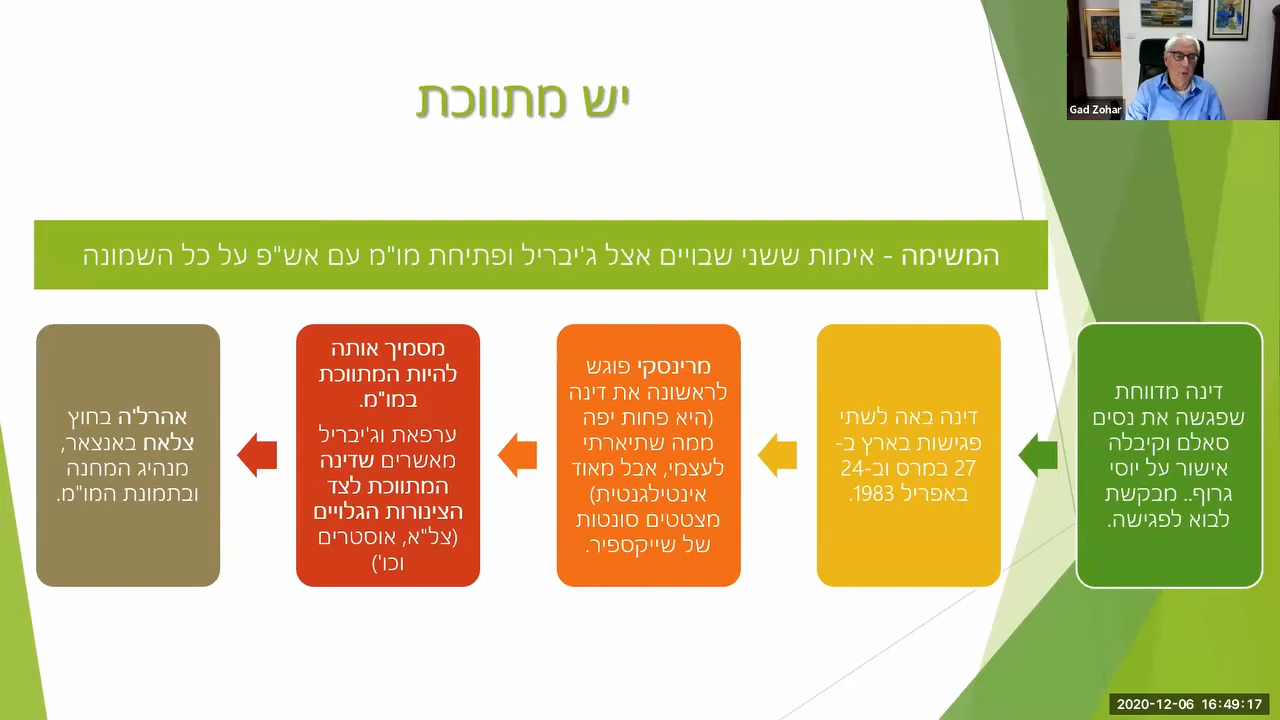 יש מתווכת
Gad Zohar
המשימה - אימות ששני שבויים אצל ג'יבריל ופתיחת מו"מ עם אש"פ על כל השמונה
דינה מדווחת
שפגשה את נסים
סאלם וקיבלה
אישור על יוסי
גרוף.. מבקשת
לבוא לפגישה.
דינה באה לשתי
פגישות בארץ ב-
27 במרס וב-24
באפריל 1983.
מרינסקי פוגש
לראשונה את דינה
(היא פחות יפה
ממה שתיארתי
לעצמי, אבל מאוד
אינטילגנטית)
מצטטים סונטות
של שייקספיר.
מסמיך אותה
להיות המתווכת
במו"מ.
ערפאת וג'יבריל
מאשרים שדינה
המתווכת לצד
הצינורות הגלויים
(צל"א, אוסטרים
וכו')
אהרל'ה בחוץ
צלאח באנצאר,
מנהיג המחנה
ובתמונת המו"מ.
2020-12-06 16:49:17